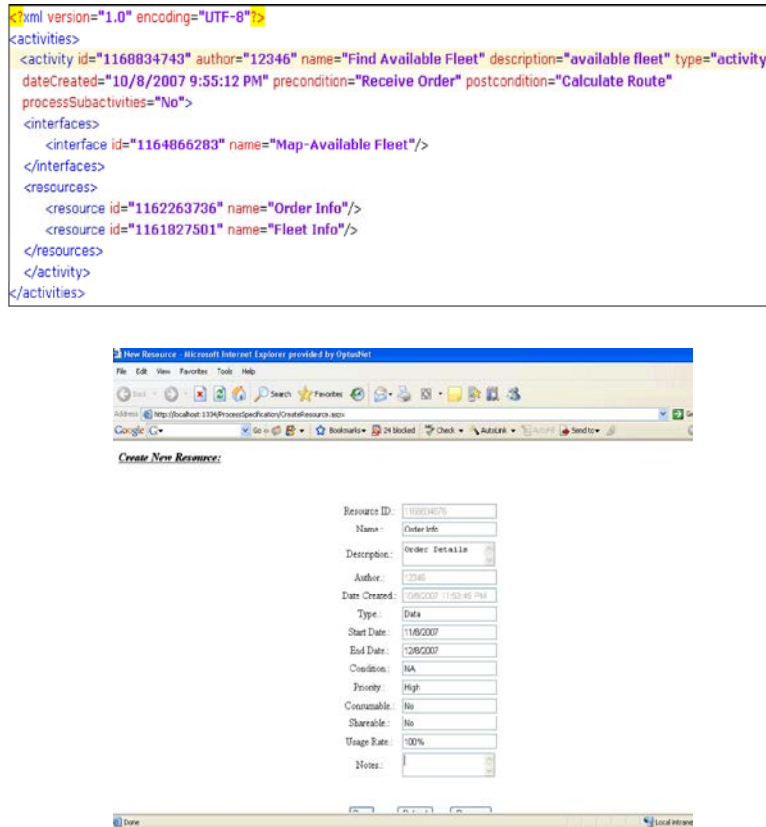 <?xml version="1.0" encoding="UTF-8"?>
<activities>
<activity id="1168834743" author="12346" name="Find Available Fleet" description="available fleet" type="activity
dateCreated="10/8/2007 9:55:12 PM" precondition="Receive Order" postcondition="Calculate Route"
processSubactivities="No">
<interfaces>
<interface id="1164866283" name="Map-Available Fleet"/>
</interfaces>
<resources>
<resource id="1162263736" name="Order Info"/>
<resource id="1161827501" name="Fleet Info"/>
</resources>
</activity>
</activities>
New Resource - Microsoft Internet Explorer provided by OptusNet
File Edit View Favorites Tools Help
Back Search Favorites
Address http://localhost:1334/ProcessSpecification/CreateResource.aspx
Google G Go Bookmarks 24 blocked Check AutoLink AutoFill Send to
Create New Resource:
Resource ID.:
Name.: Order Info
Description.: Order Details
Author.: 12346
Date Created.:
Type.: Data
Start Date.: 11/8/2007
End Date.: 12/8/2007
Condition.: NA
Priority.: High
Consumable.: No
Shareable.: No
Usage Rate.: 100%
Notes.:
Done Local intrane